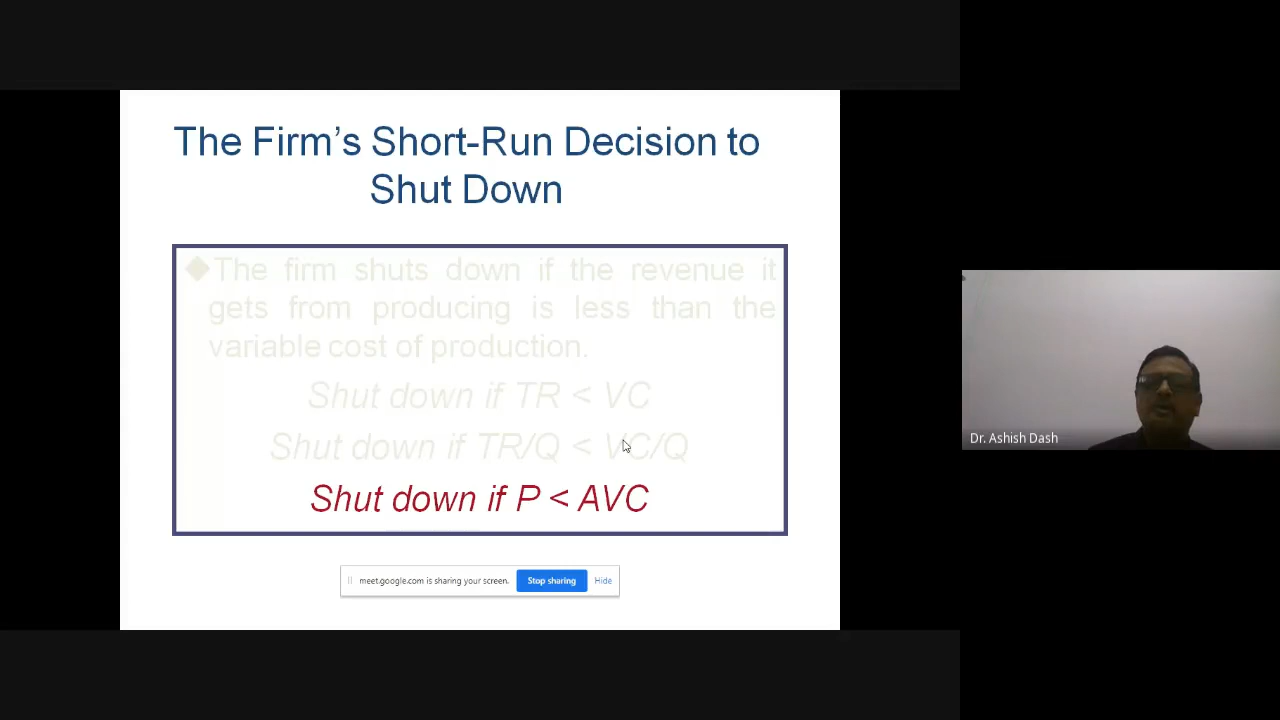 The Firm’s Short-Run Decision to
Shut Down
The firm shuts down if the revenue it
gets from producing is less than the
variable cost of production.
Shut down if TR < VC
Shut down if TR/Q < VC/Q
Shut down if P < AVC
meet.google.com is sharing your screen. Stop sharing Hide
Dr. Ashish Dash